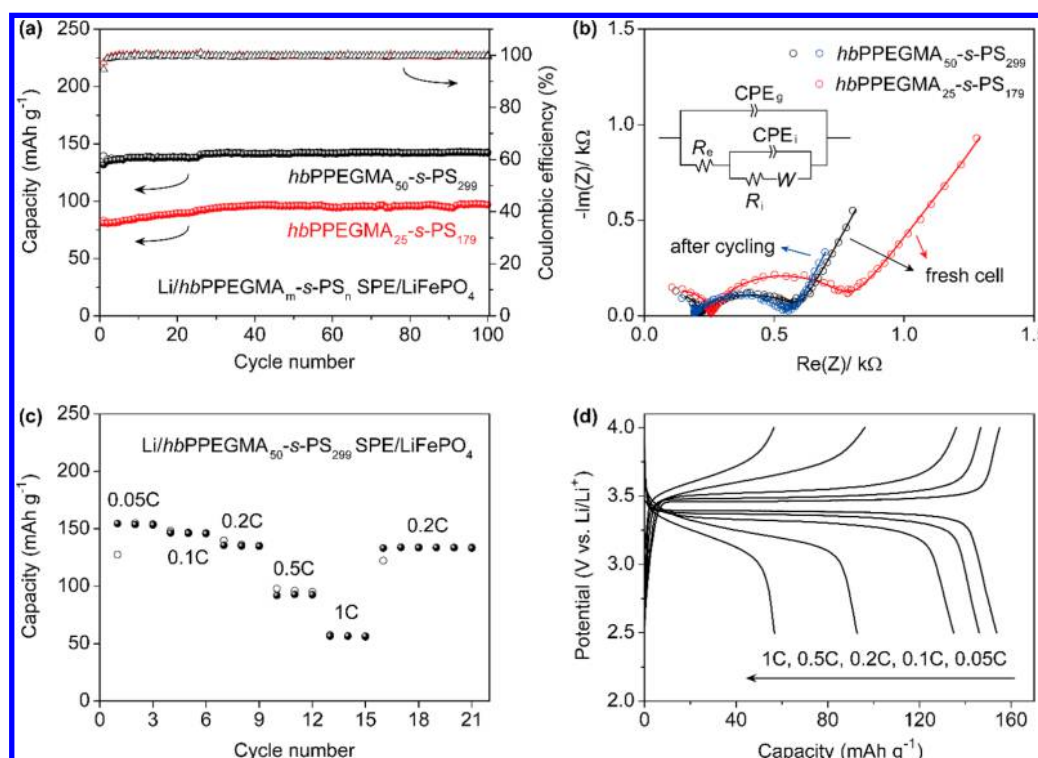 (a)
250
200
150
100
50
0
Capacity (mAh g⁻¹)
100
80
60
40
20
0
Coulombic efficiency (%)
hbPPEGMA₅₀-s-PS₂₉₉
hbPPEGMA₂₅-s-PS₁₇₉
Li/hbPPEGMAₘ-s-PSₙ SPE/LiFePO₄
0 20 40 60 80 100
Cycle number
(b)
1.5
1.0
0.5
0.0
-Im(Z)/ kΩ
hbPPEGMA₅₀-s-PS₂₉₉
hbPPEGMA₂₅-s-PS₁₇₉
CPEg
CPEᵢ
Rₑ
Rᵢ
W
after cycling
fresh cell
0.0 0.5 1.0 1.5
Re(Z)/ kΩ
(c)
250
200
150
100
50
0
Capacity (mAh g⁻¹)
Li/hbPPEGMA₅₀-s-PS₂₉₉ SPE/LiFePO₄
0.05C
0.1C
0.2C
0.5C
1C
0.2C
0 3 6 9 12 15 18 21
Cycle number
(d)
4.0
3.5
3.0
2.5
2.0
Potential (V vs. Li/Li⁺)
1C, 0.5C, 0.2C, 0.1C, 0.05C
0 40 80 120 160
Capacity (mAh g⁻¹)